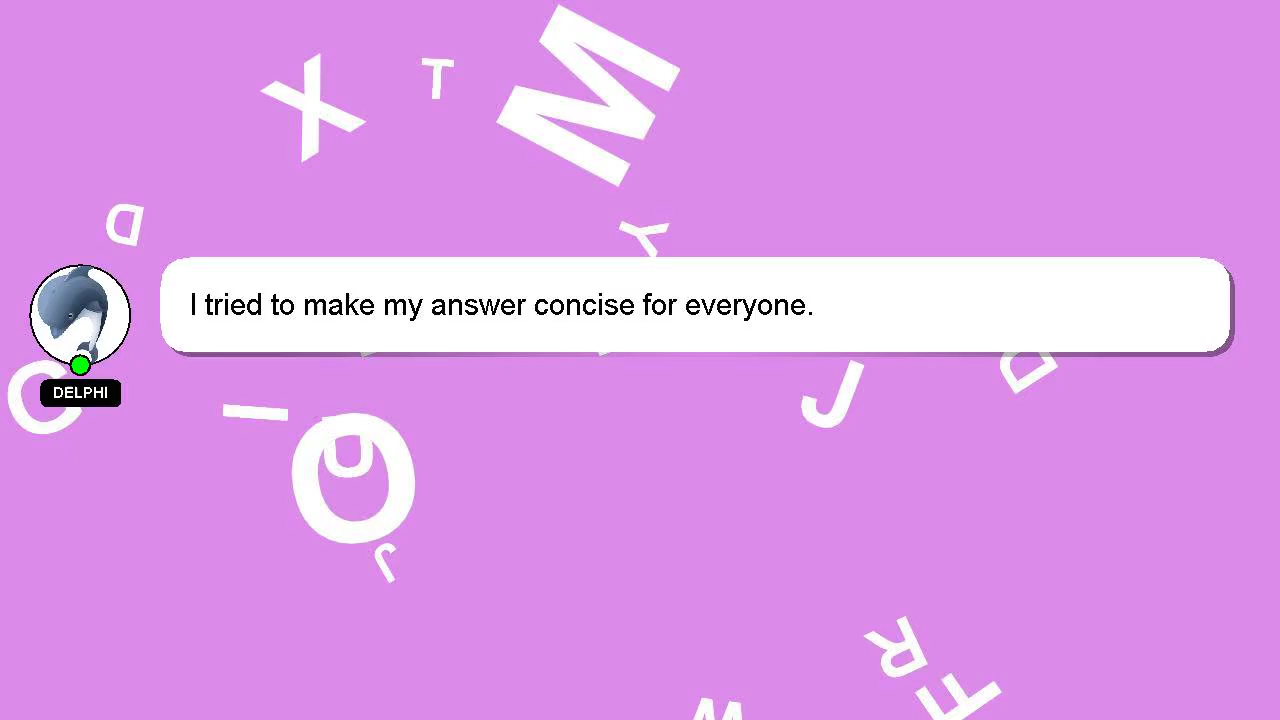 X
T
M
D
Y
I tried to make my answer concise for everyone.
DELPHI
C
I
O
U
J
D
J
R
F
W